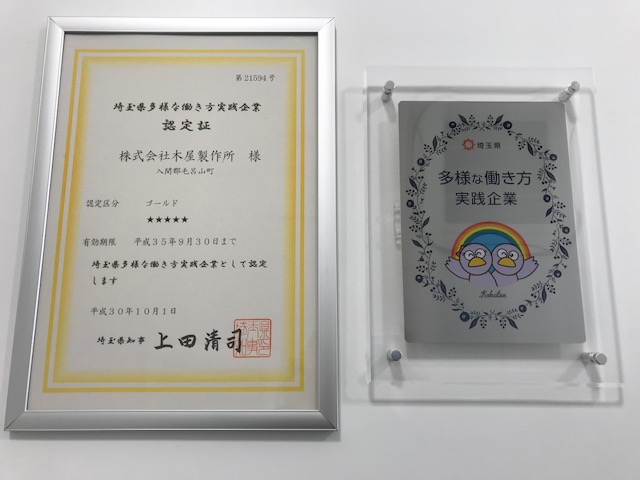 第21594号
埼玉県多様な働き方実践企業
認定証
株式会社木屋製作所 様
入間郡毛呂山町
認定区分 ゴールド
★★★★★
有効期限 平成35年9月30日まで
埼玉県多様な働き方実践企業として認定
します
平成30年10月1日
埼玉県知事 上田清司
埼玉県
多様な働き方
実践企業
Kobaton